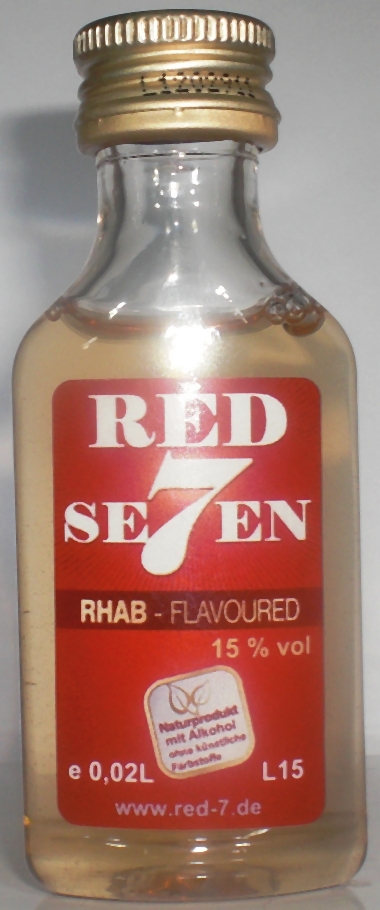 RED
SE7EN
RHAB - FLAVOURED
15 % vol
Naturprodukt
mit Alkohol
ohne künstliche
Farbstoffe
e 0,02L
L15
www.red-7.de